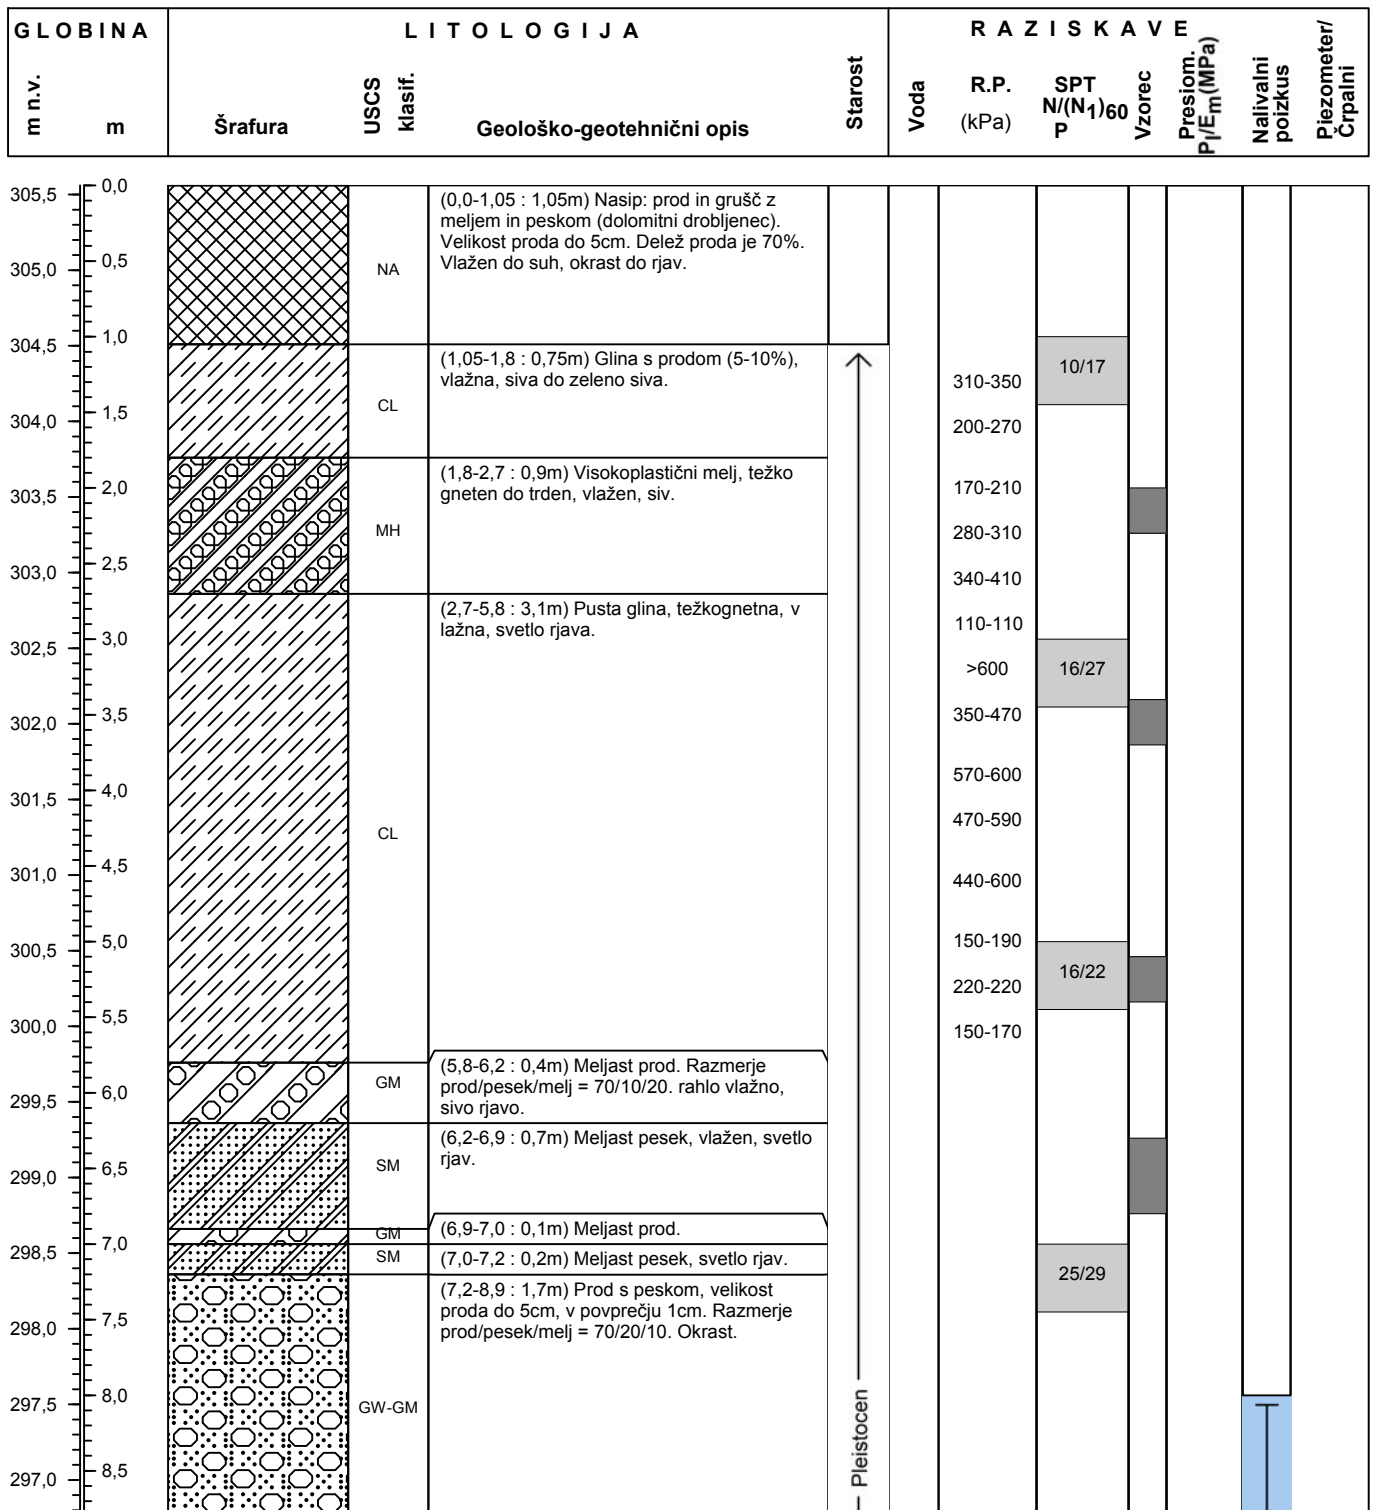 GLOBINA
LITOLOGIJA
RAZISKAVE
m n.v.
m
Šrafura
USCS
klasif.
Geološko-geotehnični opis
Starost
Voda
R.P.
(kPa)
SPT
N/(N1)60
P
Vzorec
Presiom.
Pl/Em(MPa)
Nalivalni
poizkus
Piezometer/
Črpalni
305,5
305,0
304,5
304,0
303,5
303,0
302,5
302,0
301,5
301,0
300,5
300,0
299,5
299,0
298,5
298,0
297,5
297,0
0,0
0,5
1,0
1,5
2,0
2,5
3,0
3,5
4,0
4,5
5,0
5,5
6,0
6,5
7,0
7,5
8,0
8,5
NA
(0,0-1,05 : 1,05m) Nasip: prod in grušč z
meljem in peskom (dolomitni drobljenec).
Velikost proda do 5cm. Delež proda je 70%.
Vlažen do suh, okrast do rjav.
CL
(1,05-1,8 : 0,75m) Glina s prodom (5-10%),
vlažna, siva do zeleno siva.
MH
(1,8-2,7 : 0,9m) Visokoplastični melj, težko
gneten do trden, vlažen, siv.
CL
(2,7-5,8 : 3,1m) Pusta glina, težkognetna, v
lažna, svetlo rjava.
GM
(5,8-6,2 : 0,4m) Meljast prod. Razmerje
prod/pesek/melj = 70/10/20. rahlo vlažno,
sivo rjavo.
SM
(6,2-6,9 : 0,7m) Meljast pesek, vlažen, svetlo
rjav.
GM
(6,9-7,0 : 0,1m) Meljast prod.
SM
(7,0-7,2 : 0,2m) Meljast pesek, svetlo rjav.
GW-GM
(7,2-8,9 : 1,7m) Prod s peskom, velikost
proda do 5cm, v povprečju 1cm. Razmerje
prod/pesek/melj = 70/20/10. Okrast.
Pleistocen
310-350
200-270
170-210
280-310
340-410
110-110
>600
350-470
570-600
470-590
440-600
150-190
220-220
150-170
10/17
16/27
16/22
25/29